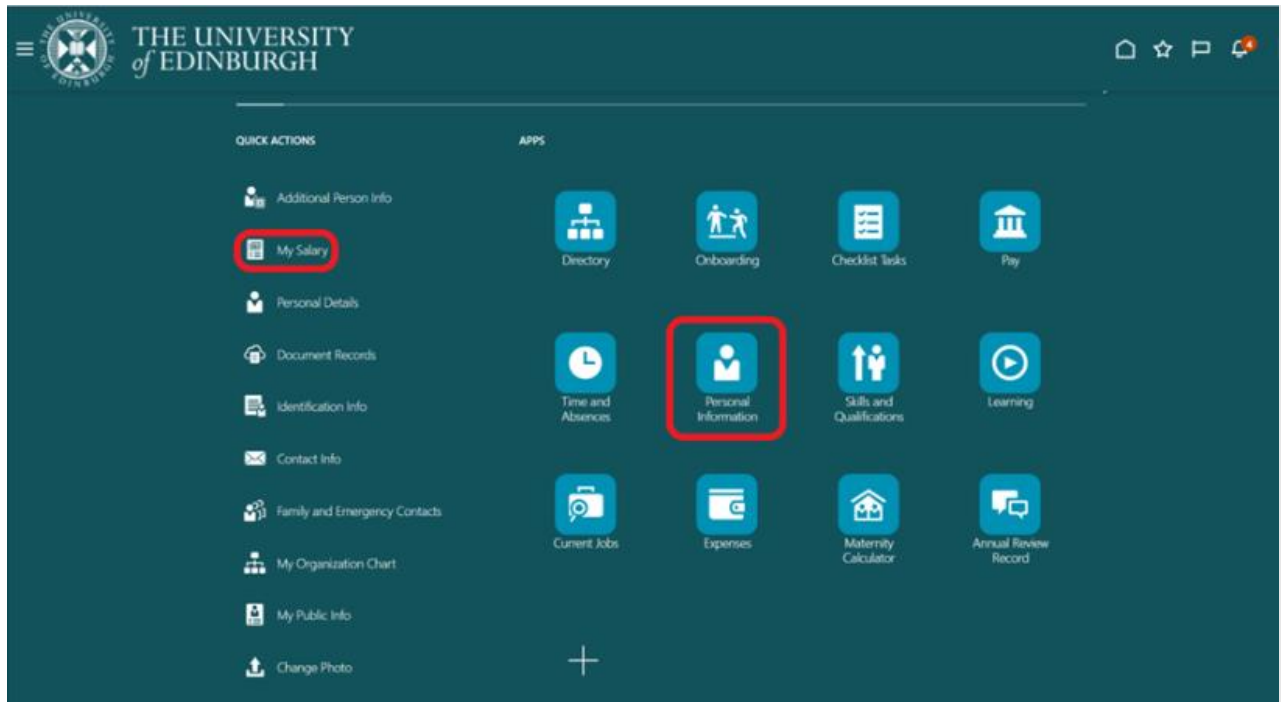 THE UNIVERSITY
of EDINBURGH
4
QUICK ACTIONS
APPS
Additional Person Info
My Salary
Personal Details
Document Records
Identification Info
Contact Info
Family and Emergency Contacts
My Organization Chart
My Public Info
Change Photo
Directory
Onboarding
Checklist Tasks
Pay
Time and
Absences
Personal
Information
Skills and
Qualifications
Learning
Current Jobs
Expenses
Maternity
Calculator
Annual Review
Record